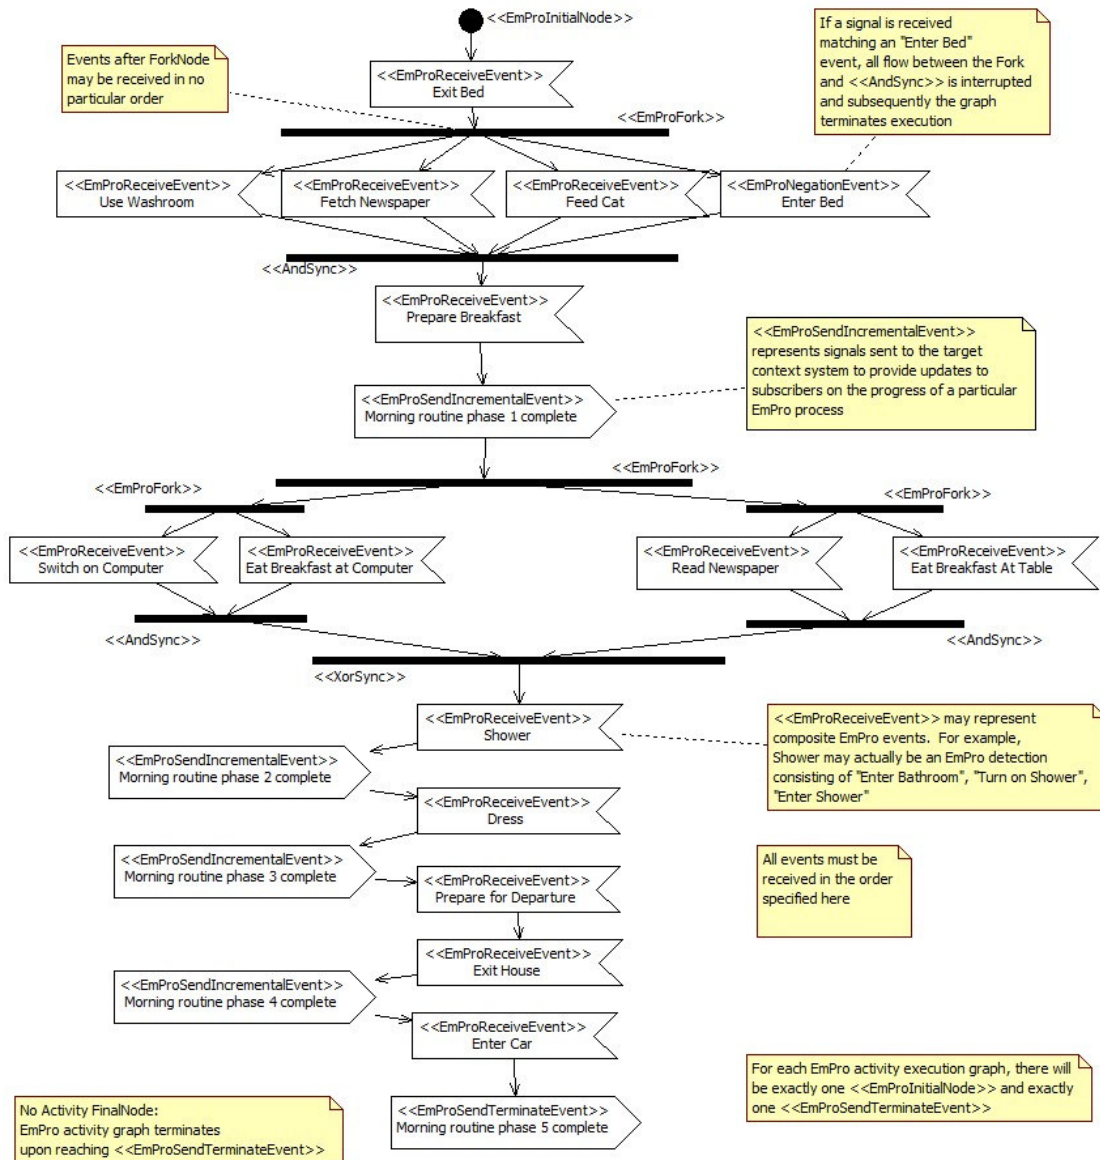 <<EmProInitialNode>>
If a signal is received
matching an "Enter Bed"
event, all flow between the Fork
and <<AndSync>> is interrupted
and subsequently the graph
terminates execution
Events after ForkNode
may be received in no
particular order
<<EmProReceiveEvent>>
Exit Bed
<<EmProFork>>
<<EmProReceiveEvent>>
Use Washroom
<<EmProReceiveEvent>>
Fetch Newspaper
<<EmProReceiveEvent>>
Feed Cat
<<EmProNegationEvent>>
Enter Bed
<<AndSync>>
<<EmProReceiveEvent>>
Prepare Breakfast
<<EmProSendIncrementalEvent>>
represents signals sent to the target
context system to provide updates to
subscribers on the progress of a particular
EmPro process
<<EmProSendIncrementalEvent>>
Morning routine phase 1 complete
<<EmProFork>>
<<EmProFork>>
<<EmProFork>>
<<EmProReceiveEvent>>
Switch on Computer
<<EmProReceiveEvent>>
Eat Breakfast at Computer
<<EmProReceiveEvent>>
Read Newspaper
<<EmProReceiveEvent>>
Eat Breakfast At Table
<<AndSync>>
<<AndSync>>
<<XorSync>>
<<EmProReceiveEvent>>
Shower
<<EmProReceiveEvent>> may represent
composite EmPro events. For example,
Shower may actually be an EmPro detection
consisting of "Enter Bathroom", "Turn on Shower",
"Enter Shower"
<<EmProSendIncrementalEvent>>
Morning routine phase 2 complete
<<EmProReceiveEvent>>
Dress
<<EmProSendIncrementalEvent>>
Morning routine phase 3 complete
<<EmProReceiveEvent>>
Prepare for Departure
All events must be
received in the order
specified here
<<EmProReceiveEvent>>
Exit House
<<EmProSendIncrementalEvent>>
Morning routine phase 4 complete
<<EmProReceiveEvent>>
Enter Car
For each EmPro activity execution graph, there will
be exactly one <<EmProInitialNode>> and exactly
one <<EmProSendTerminateEvent>>
<<EmProSendTerminateEvent>>
Morning routine phase 5 complete
No Activity FinalNode:
EmPro activity graph terminates
upon reaching <<EmProSendTerminateEvent>>